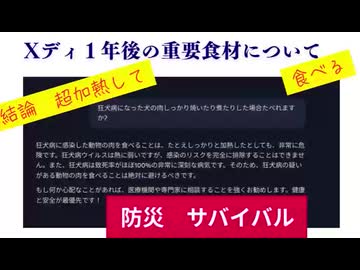 Xディ１年後の重要食材について
結論　超加熱して
食べる
狂犬病になった犬の肉しっかり焼いたり煮たりした場合たべれます
か?
狂犬病に感染した動物の肉を食べることは、たとえしっかりと加熱したとしても、非常に危
険です。狂犬病ウイルスは熱に弱いですが、感染のリスクを完全に排除することはできませ
ん。また、狂犬病は致死率がほぼ100%の非常に深刻な病気です。そのため、狂犬病の疑い
がある動物の肉を食べることは絶対に避けるべきです。
もし何か心配なことがあれば、医療機関や専門家に相談することを強くお勧めします。健康
と安全が最優先です！
防災　サバイバル